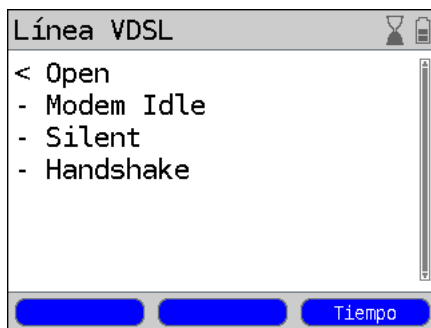 Línea VDSL
< Open
- Modem Idle
- Silent
- Handshake
Tiempo